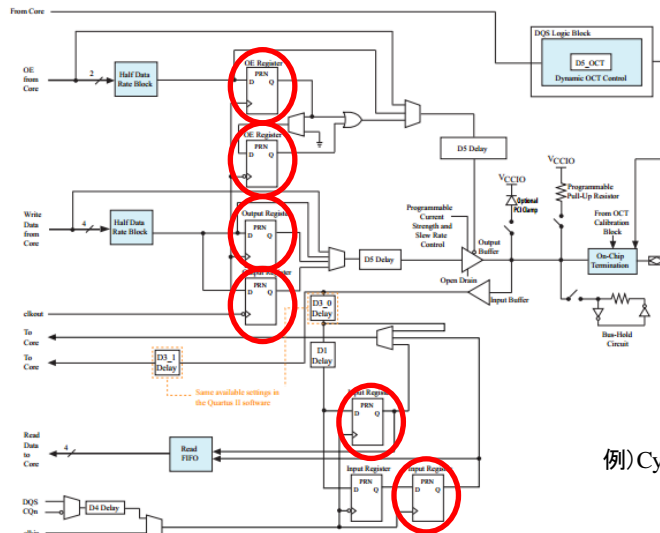 From Core
DQS Logic Block
D5_OCT
Dynamic OCT Control
OE
from
Core
2
Half Data
Rate Block
OE Register
PRN
D Q
OE Register
PRN
D Q
D5 Delay
VCCIO
Optional
PCI Clamp
VCCIO
Programmable
Pull-Up
Resistor
Programmable
Current
Strength and
Slew Rate
Control
From OCT
Calibration
Block
Write
Data
from
Core
4
Half Data
Rate Block
Output Register
PRN
D Q
Output Register
PRN
D Q
D5 Delay
Output
Buffer
Open Drain
Input Buffer
On-Chip
Termination
Bus-Hold
Circuit
clkout
To
Core
To
Core
D3_0
Delay
D1
Delay
D3_1
Delay
Same available settings in
the Quartus II software
Input Register
PRN
D Q
Read
Data
to
Core
4
Read
FIFO
Input Register
PRN
D Q
Input Register
PRN
D Q
例)Cy
DQS
CQn
D4 Delay